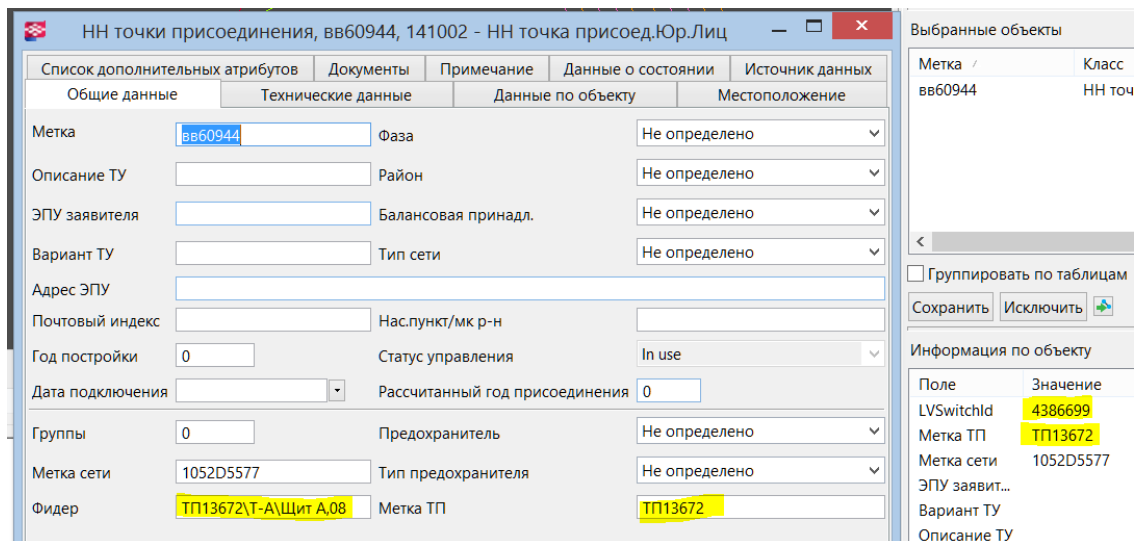 НН точки присоединения, вв60944, 141002 - НН точка присоед.Юр.Лиц
Список дополнительных атрибутов Документы Примечание Данные о состоянии Источник данных
Общие данные Технические данные Данные по объекту Местоположение
Метка вв60944 Фаза Не определено
Описание ТУ Район Не определено
ЭПУ заявителя Балансовая принадл. Не определено
Вариант ТУ Тип сети Не определено
Адрес ЭПУ
Почтовый индекс Нас.пункт/мк р-н
Год постройки 0 Статус управления In use
Дата подключения Рассчитанный год присоединения 0
Группы 0 Предохранитель Не определено
Метка сети 1052D5577 Тип предохранителя Не определено
Фидер ТП13672\Т-А\Щит А,08 Метка ТП ТП13672
Выбранные объекты
Метка Класс
вв60944 НН точ
Группировать по таблицам
Сохранить Исключить
Информация по объекту
Поле Значение
LVSwitchId 4386699
Метка ТП ТП13672
Метка сети 1052D5577
ЭПУ заявит...
Вариант ТУ
Описание ТУ